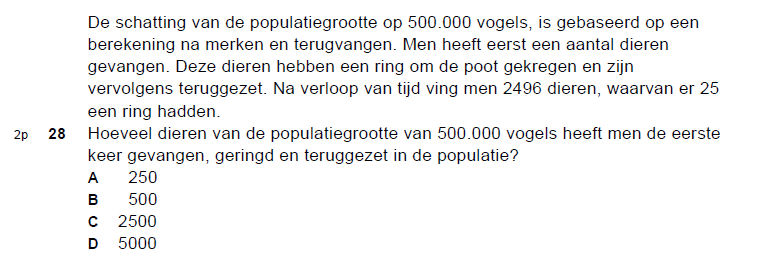 De schatting van de populatiegrootte op 500.000 vogels, is gebaseerd op een
berekening na merken en terugvangen. Men heeft eerst een aantal dieren
gevangen. Deze dieren hebben een ring om de poot gekregen en zijn
vervolgens teruggezet. Na verloop van tijd ving men 2496 dieren, waarvan er 25
een ring hadden.
2p 28 Hoeveel dieren van de populatiegrootte van 500.000 vogels heeft men de eerste
keer gevangen, geringd en teruggezet in de populatie?
A 250
B 500
C 2500
D 5000